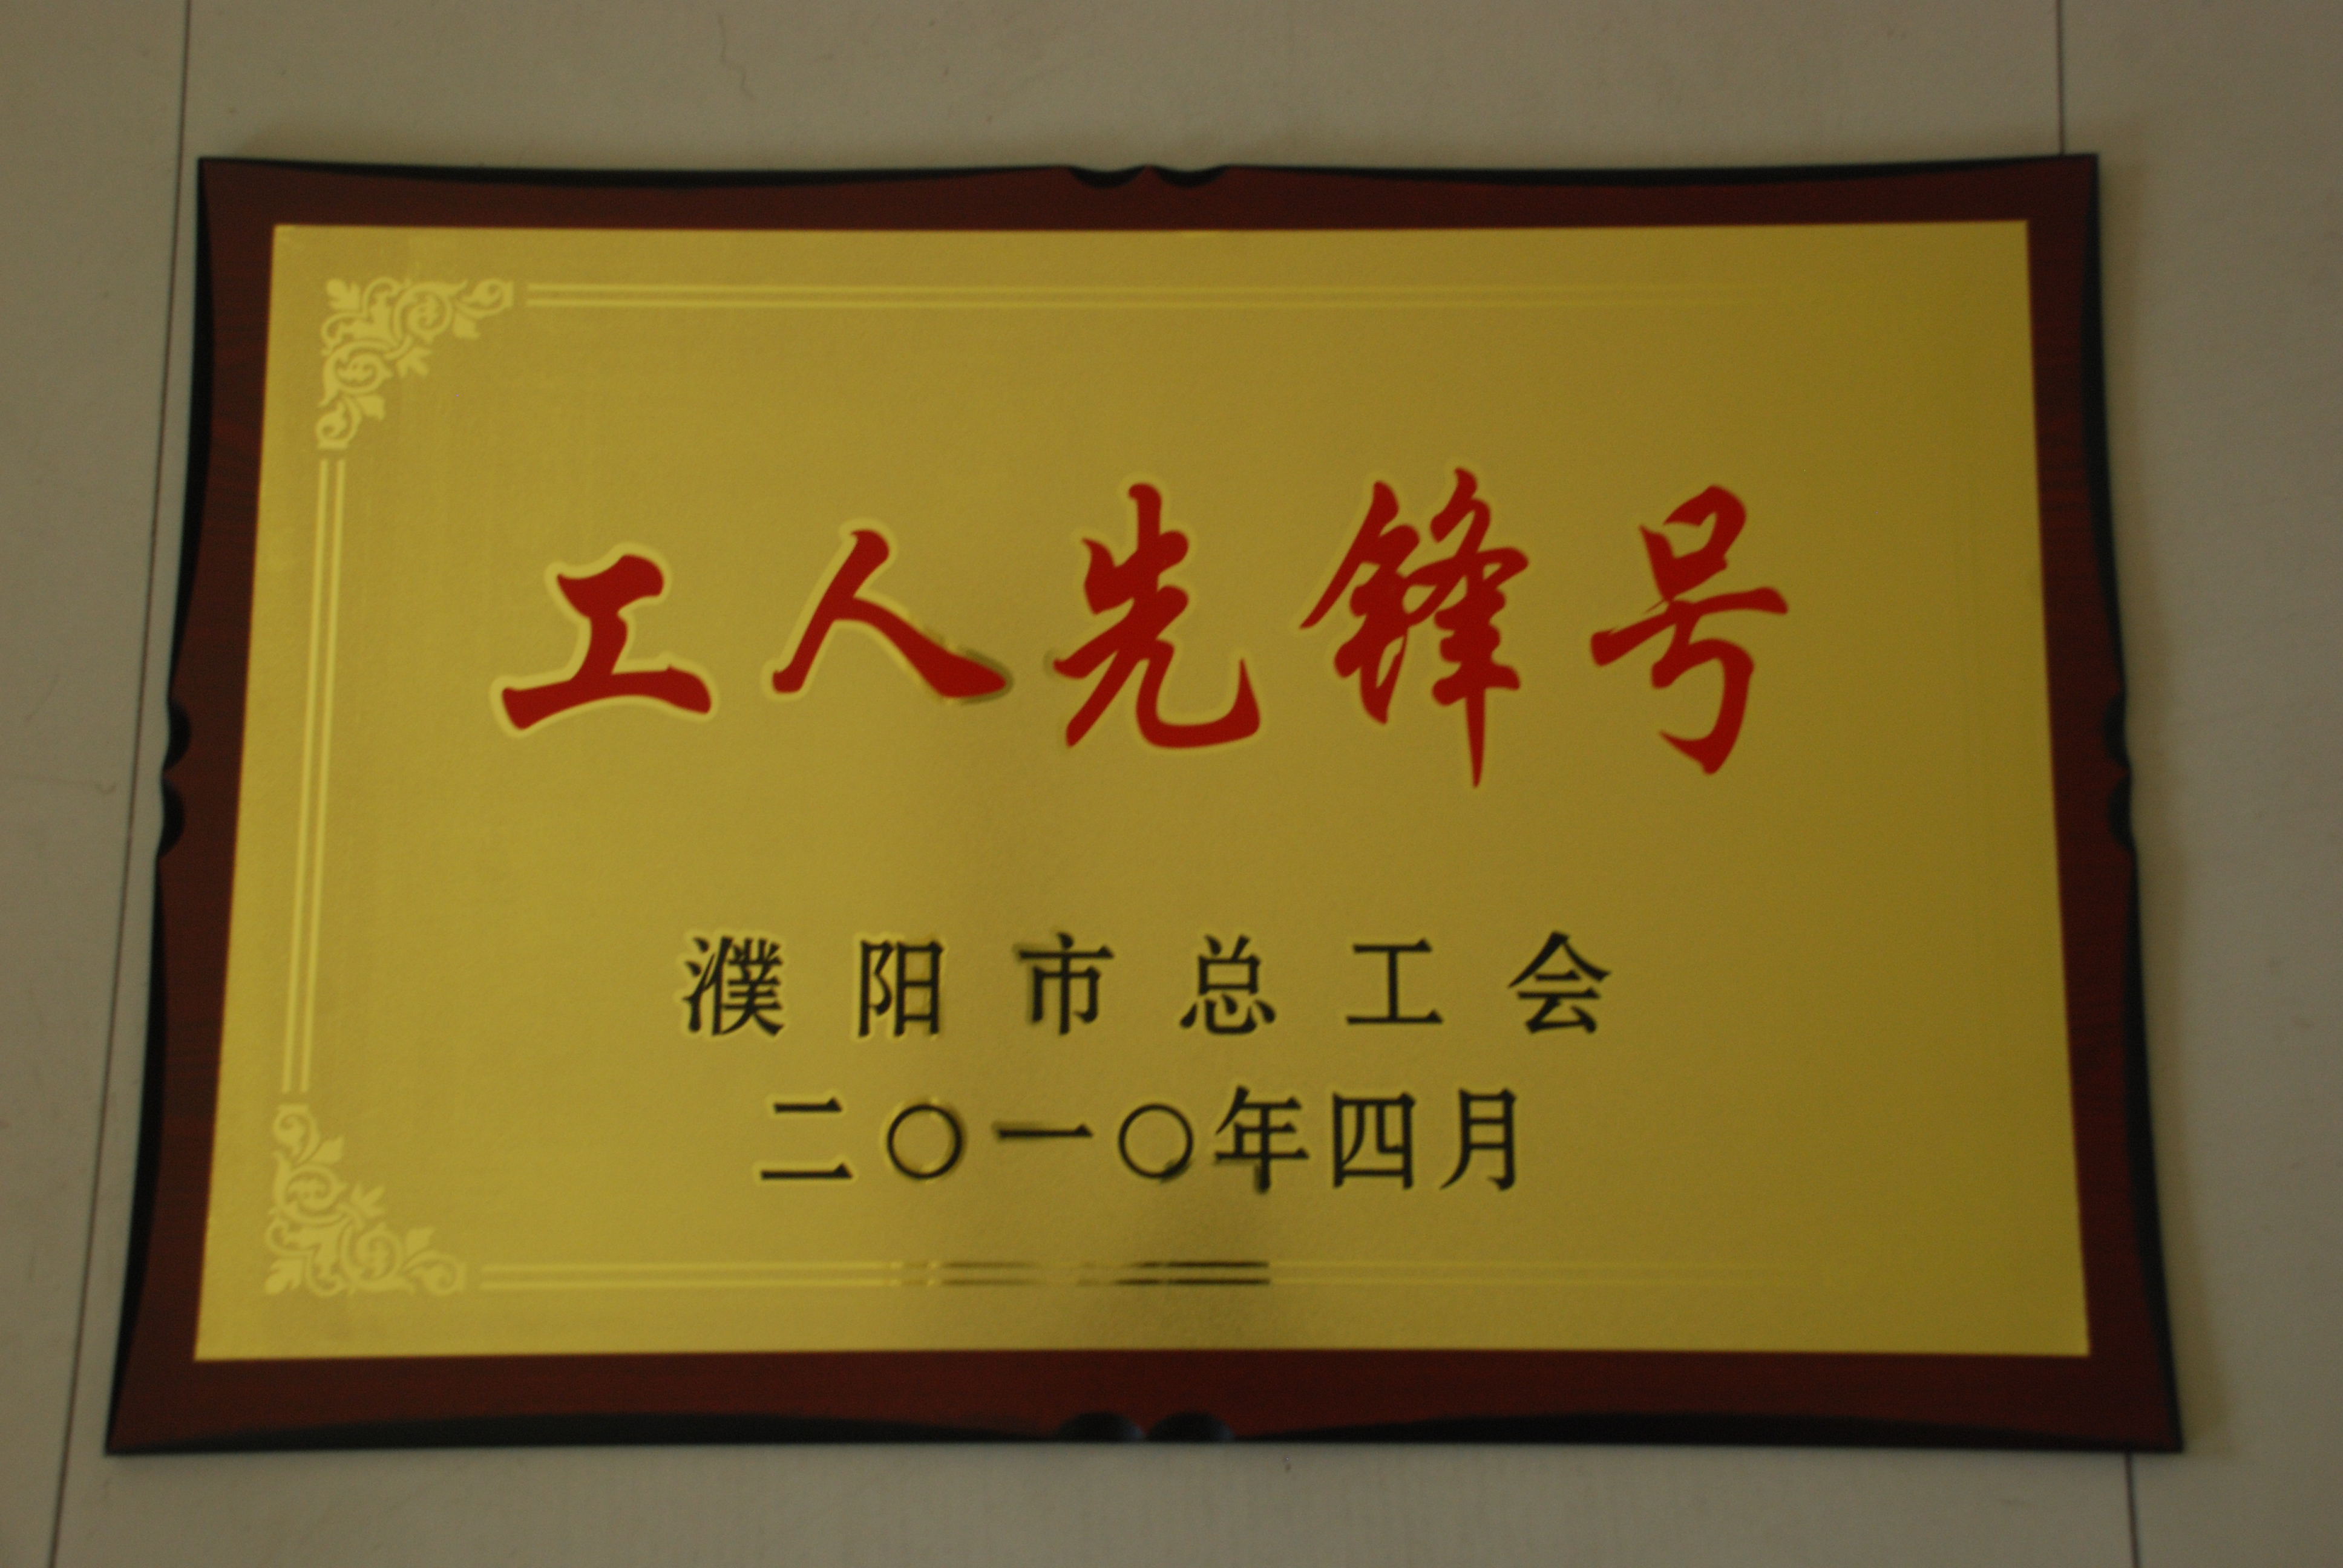 工人先锋号
濮阳市总工会
二〇一〇年四月